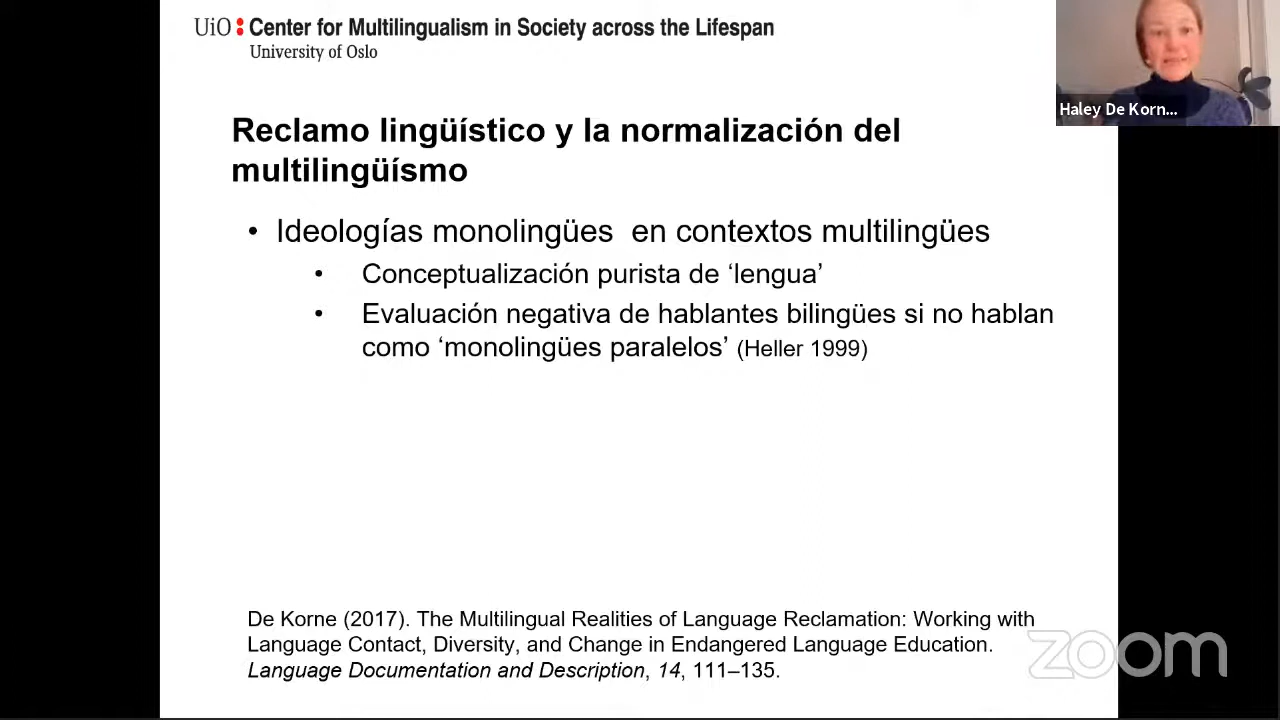 UiO : Center for Multilingualism in Society across the Lifespan
University of Oslo
Haley De Korn...
Reclamo lingüístico y la normalización del
multilingüísmo
• Ideologías monolingües en contextos multilingües
• Conceptualización purista de ‘lengua’
• Evaluación negativa de hablantes bilingües si no hablan
como ‘monolingües paralelos’ (Heller 1999)
De Korne (2017). The Multilingual Realities of Language Reclamation: Working with
Language Contact, Diversity, and Change in Endangered Language Education.
Language Documentation and Description, 14, 111–135.
zoom